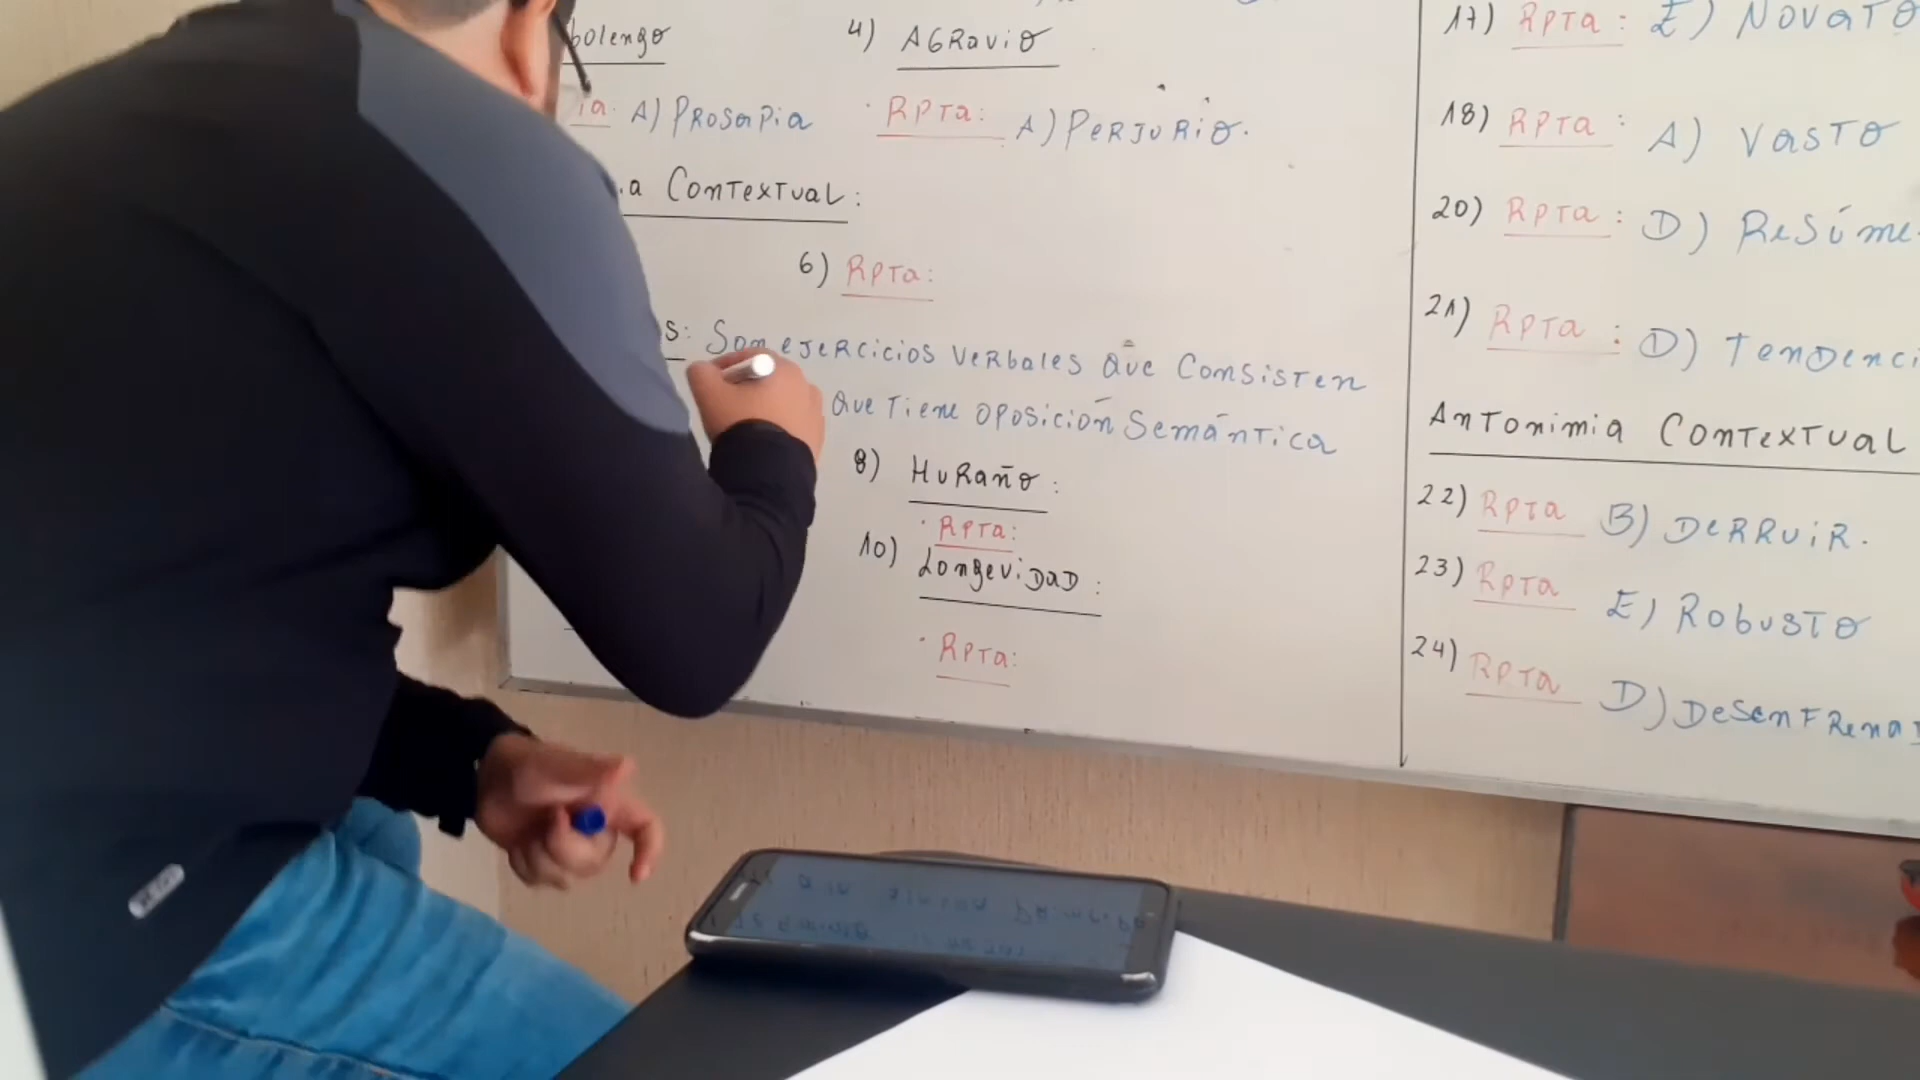 bolengo
4) AGRavio
ia: A) PROSaPia
RPTa: A) PeRJURiO.
a ConTexTuaL:
6) RPTa:
s: Son eJeRCicios VeRbaLes Que ConSisTen
Que Tiene OPOSición SemánTica
8) HuRaño:
RPTa:
10) LongeviDaD:
RPTa:
17) RPTa: E) NOVaTO
18) RPTa: A) VasTO
20) RPTa: D) ReSúme
21) RPTa: D) TenDenci
AnTonimia ConTexTuaL
22) RPTa B) DeRRuiR.
23) RPTa E) RobusTO
24) RPTa D) DeSenFRena